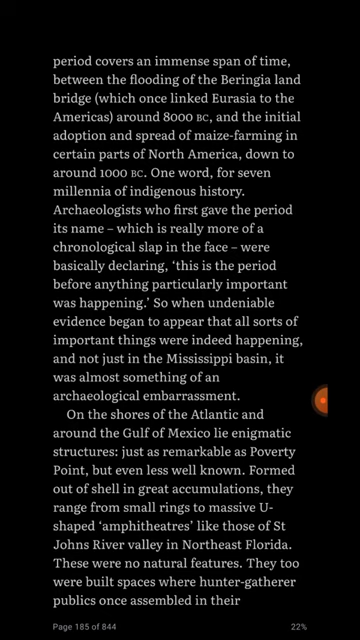 period covers an immense span of time,
between the flooding of the Beringia land
bridge (which once linked Eurasia to the
Americas) around 8000 BC, and the initial
adoption and spread of maize-farming in
certain parts of North America, down to
around 1000 BC. One word, for seven
millennia of indigenous history.
Archaeologists who first gave the period
its name – which is really more of a
chronological slap in the face – were
basically declaring, ‘this is the period
before anything particularly important
was happening.’ So when undeniable
evidence began to appear that all sorts of
important things were indeed happening,
and not just in the Mississippi basin, it
was almost something of an
archaeological embarrassment.
On the shores of the Atlantic and
around the Gulf of Mexico lie enigmatic
structures: just as remarkable as Poverty
Point, but even less well known. Formed
out of shell in great accumulations, they
range from small rings to massive U-
shaped ‘amphitheatres’ like those of St
Johns River valley in Northeast Florida.
These were no natural features. They too
were built spaces where hunter-gatherer
publics once assembled in their
Page 185 of 844 22%